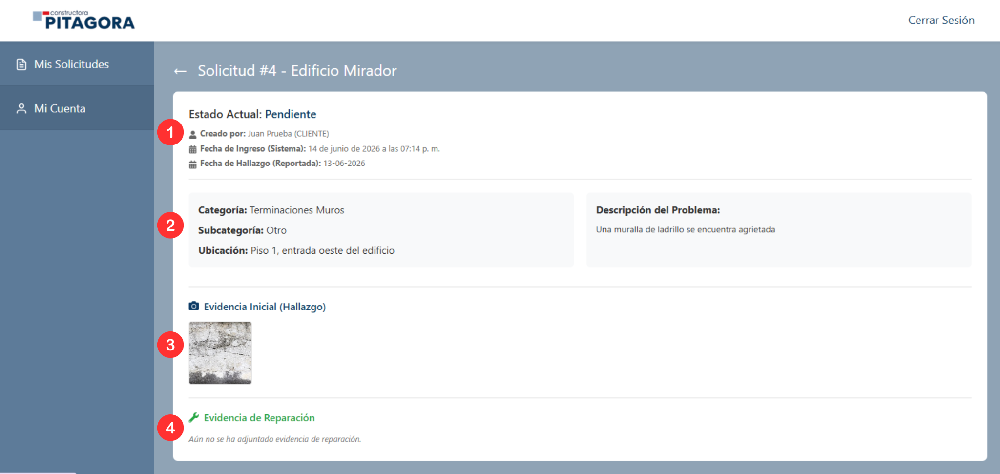 constructora
PITAGORA
Cerrar Sesión
Mis Solicitudes
Mi Cuenta
← Solicitud #4 - Edificio Mirador
Estado Actual: Pendiente
1
Creado por: Juan Prueba (CLIENTE)
Fecha de Ingreso (Sistema): 14 de junio de 2026 a las 07:14 p. m.
Fecha de Hallazgo (Reportada): 13-06-2026
2
Categoría: Terminaciones Muros
Subcategoría: Otro
Ubicación: Piso 1, entrada oeste del edificio
Descripción del Problema:
Una muralla de ladrillo se encuentra agrietada
Evidencia Inicial (Hallazgo)
3
Evidencia de Reparación
4
Aún no se ha adjuntado evidencia de reparación.